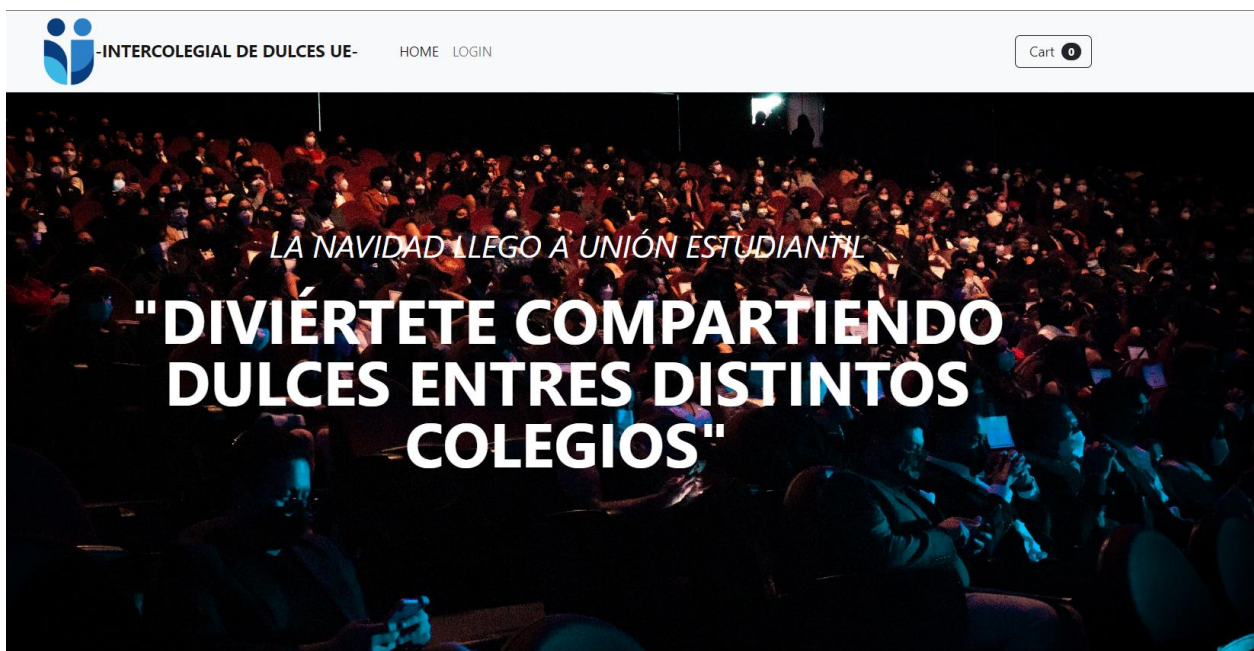 -INTERCOLEGIAL DE DULCES UE- HOME LOGIN Cart 0
LA NAVIDAD LLEGO A UNIÓN ESTUDIANTIL
"DIVIÉRTETE COMPARTIENDO
DULCES ENTRES DISTINTOS
COLEGIOS"